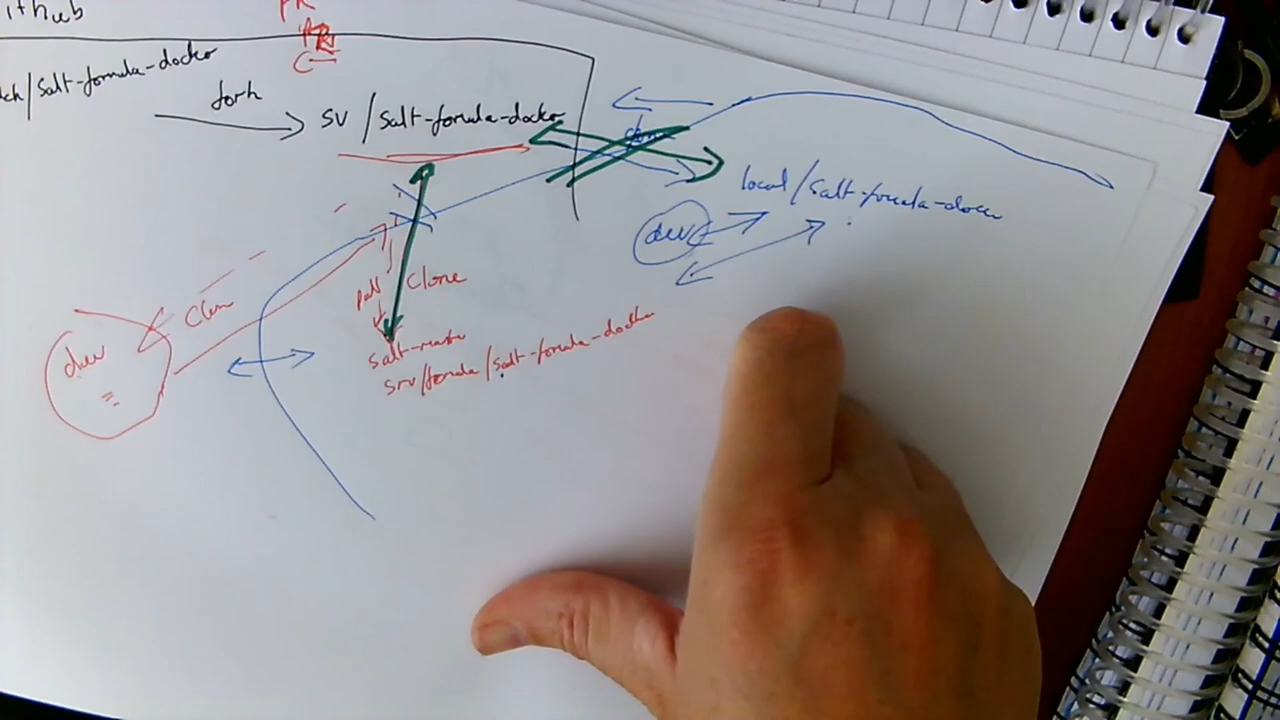 ithub
PR
C
ch/Salt-formula-docker
fork
SV / Salt-formula-docker
local / Salt-formula-docker
dev
pull
Clone
Clone
dev
salt-master
srv/formula/salt-formula-docker